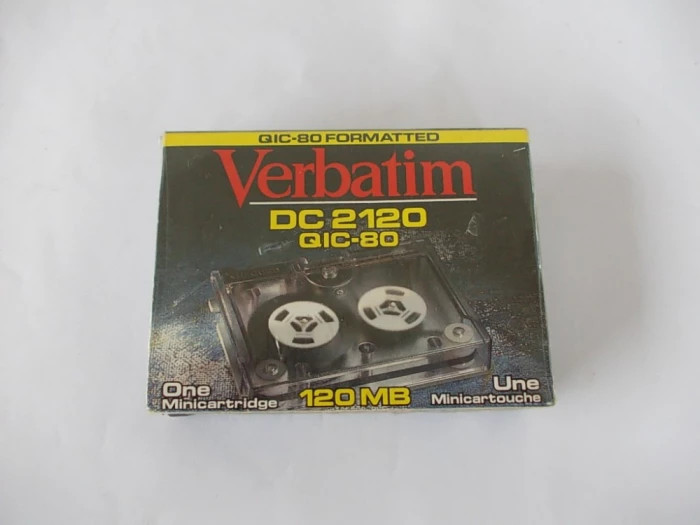 QIC-80 FORMATTED
Verbatim
DC 2120
QIC-80
One
Minicartridge
120 MB
Une
Minicartouche